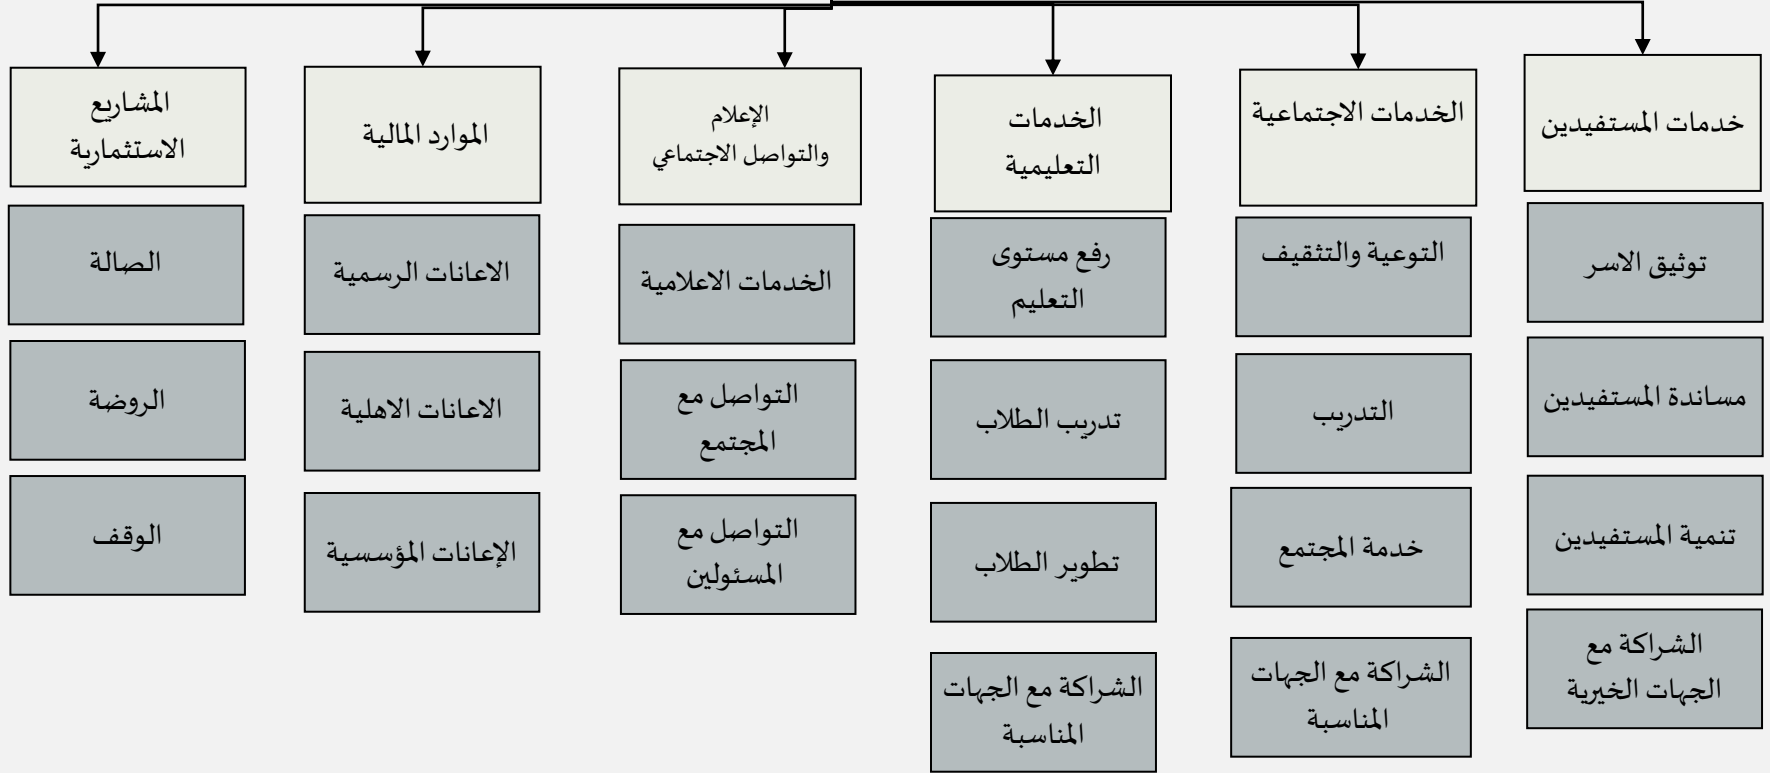 خدمات المستفيدين
توثيق الاسر
مساندة المستفيدين
تنمية المستفيدين
الشراكة مع
الجهات الخيرية
الخدمات الاجتماعية
التوعية والتثقيف
التدريب
خدمة المجتمع
الشراكة مع الجهات
المناسبة
الخدمات
التعليمية
رفع مستوى
التعليم
تدريب الطلاب
تطوير الطلاب
الشراكة مع الجهات
المناسبة
الإعلام
والتواصل الاجتماعي
الخدمات الاعلامية
التواصل مع
المجتمع
التواصل مع
المسئولين
الموارد المالية
الاعانات الرسمية
الاعانات الاهلية
الإعانات المؤسسية
المشاريع
الاستثمارية
الصالة
الروضة
الوقف